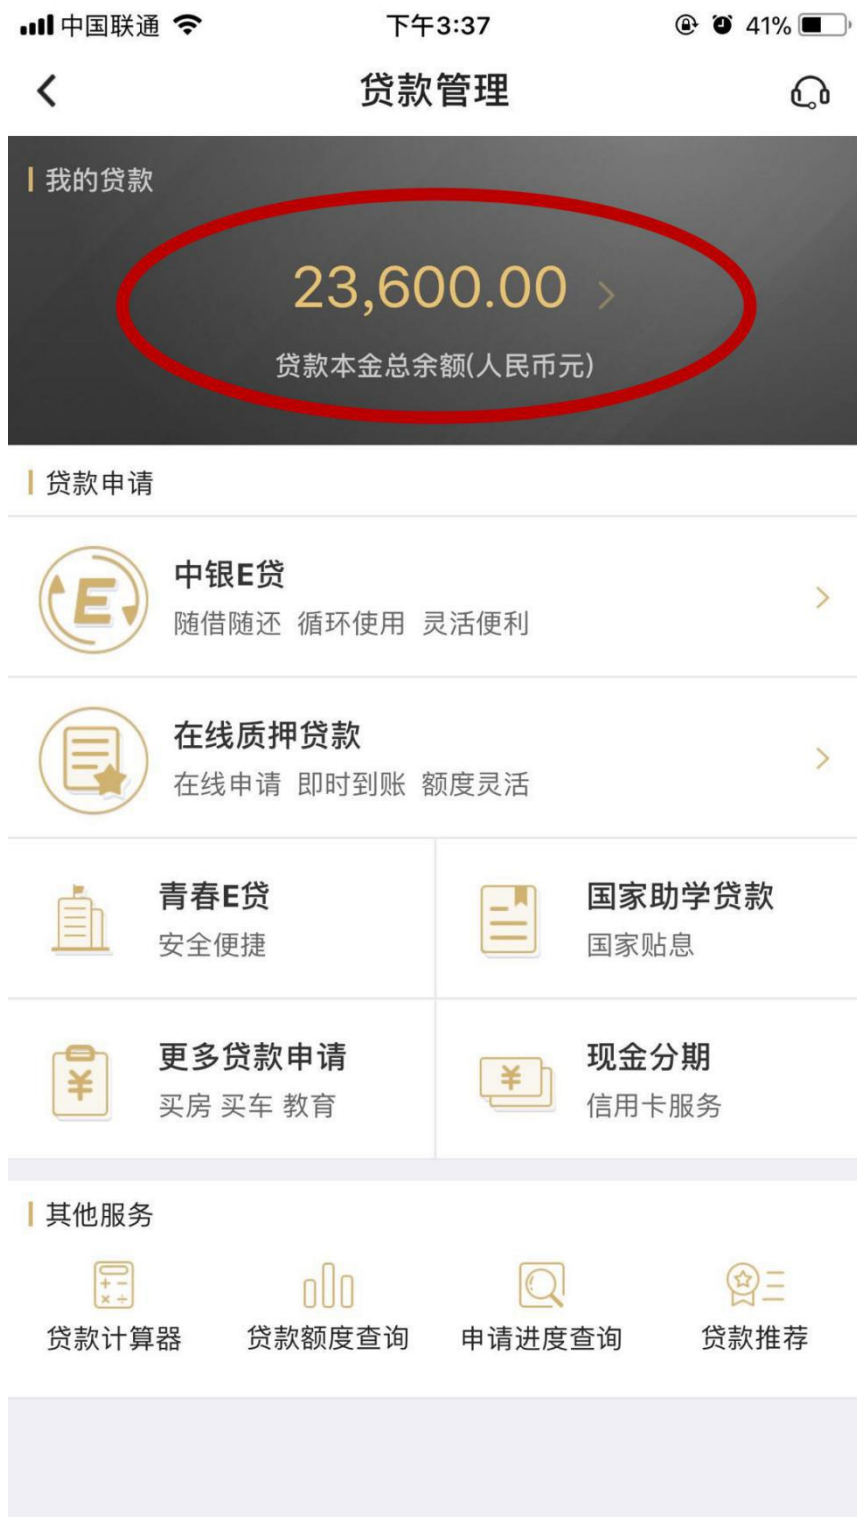 中国联通 下午3:37 41%
贷款管理
我的贷款
23,600.00
贷款本金总余额(人民币元)
贷款申请
E
中银E贷
随借随还 循环使用 灵活便利
在线质押贷款
在线申请 即时到账 额度灵活
青春E贷
安全便捷
国家助学贷款
国家贴息
¥
更多贷款申请
买房 买车 教育
¥
现金分期
信用卡服务
其他服务
贷款计算器 贷款额度查询 申请进度查询 贷款推荐